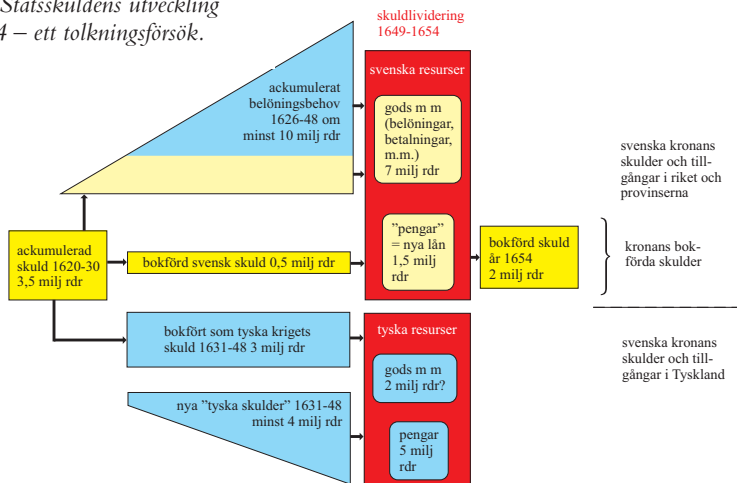 Statsskuldens utveckling
4 – ett tolkningsförsök.
skuldlividering
1649-1654
svenska resurser
ackumulerat
belöningsbehov
1626-48 om
minst 10 milj rdr
gods m m
(belöningar,
betalningar,
m.m.)
7 milj rdr
svenska kronans
skulder och till-
gångar i riket och
provinserna
ackumulerad
skuld 1620-30
3,5 milj rdr
bokförd svensk skuld 0,5 milj rdr
”pengar”
= nya lån
1,5 milj
rdr
bokförd skuld
år 1654
2 milj rdr
kronans bok-
förda skulder
bokfört som tyska krigets
skuld 1631-48 3 milj rdr
tyska resurser
gods m m
2 milj rdr?
svenska kronans
skulder och till-
gångar i Tyskland
nya ”tyska skulder” 1631-48
minst 4 milj rdr
pengar
5 milj
rdr